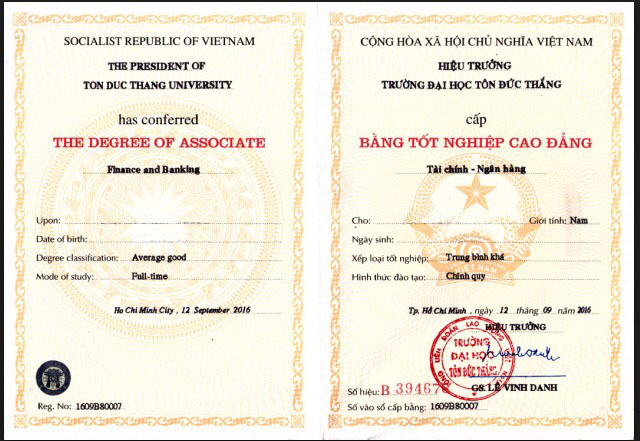 SOCIALIST REPUBLIC OF VIETNAM
THE PRESIDENT OF
TON DUC THANG UNIVERSITY
has conferred
THE DEGREE OF ASSOCIATE
Finance and Banking
Upon:
Date of birth:
Degree classification: Average good
Mode of study: Full-time
Ho Chi Minh City, 12 September 2016
Reg. No: 1609B80007
CỘNG HÒA XÃ HỘI CHỦ NGHĨA VIỆT NAM
HIỆU TRƯỞNG
TRƯỜNG ĐẠI HỌC TÔN ĐỨC THẮNG
cấp
BẰNG TỐT NGHIỆP CAO ĐẲNG
Tài chính - Ngân hàng
Cho: Giới tính: Nam
Ngày sinh:
Xếp loại tốt nghiệp: Trung bình khá
Hình thức đào tạo: Chính quy
Tp. Hồ Chí Minh, ngày 12 tháng 09 năm 2016
HIỆU TRƯỞNG
TRƯỜNG
ĐẠI HỌC
TÔN ĐỨC THẮNG
Số hiệu: B 39467
GS. LÊ VINH DANH
Số vào sổ cấp bằng: 1609B80007